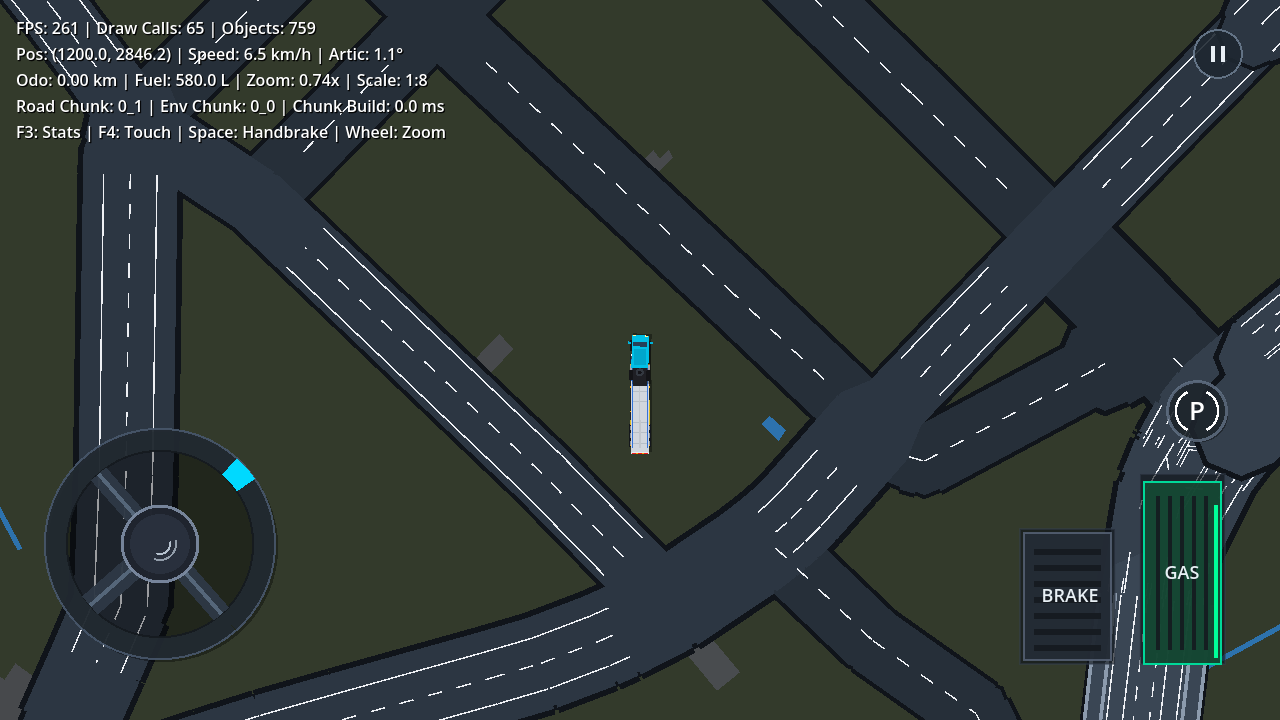 FPS: 261 | Draw Calls: 65 | Objects: 759
Pos: (1200.0, 2846.2) | Speed: 6.5 km/h | Artic: 1.1°
Odo: 0.00 km | Fuel: 580.0 L | Zoom: 0.74x | Scale: 1:8
Road Chunk: 0_1 | Env Chunk: 0_0 | Chunk Build: 0.0 ms
F3: Stats | F4: Touch | Space: Handbrake | Wheel: Zoom
P
GAS
BRAKE